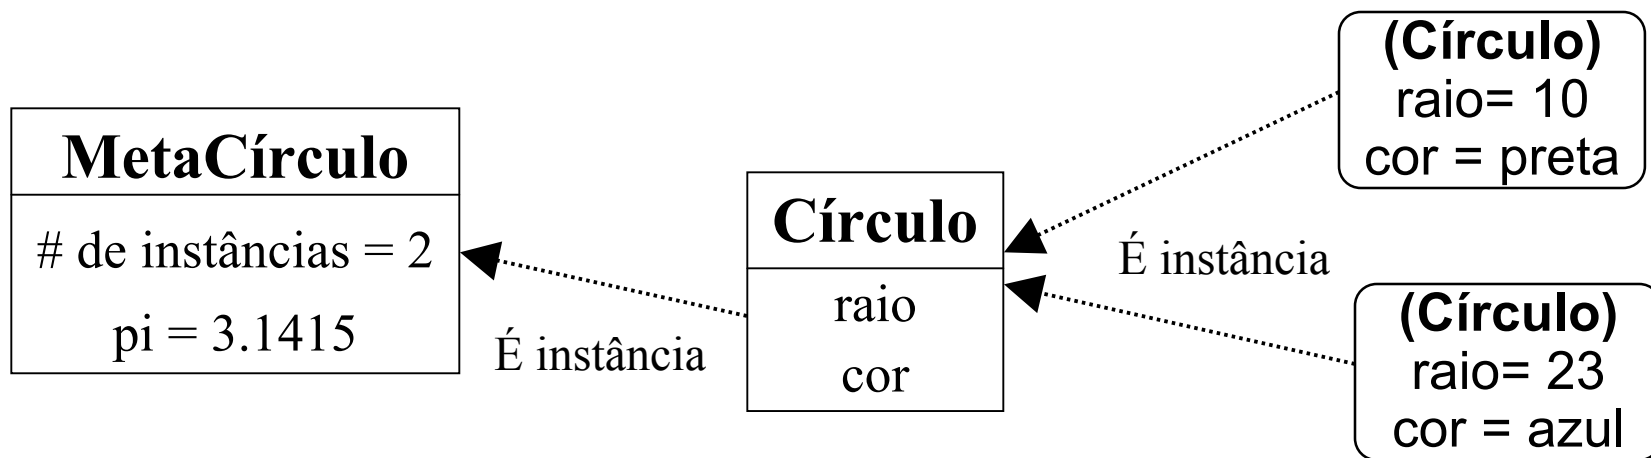 MetaCírculo
# de instâncias = 2
pi = 3.1415
É instância
Círculo
raio
cor
É instância
(Círculo)
raio= 10
cor = preta
(Círculo)
raio= 23
cor = azul